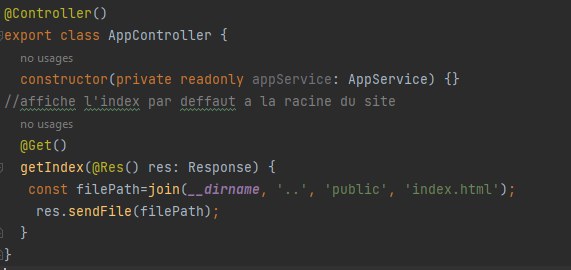 @Controller()
export class AppController {
no usages
constructor(private readonly appService: AppService) {}
//affiche l'index par deffaut a la racine du site
no usages
@Get()
getIndex(@Res() res: Response) {
const filePath=join(__dirname, '..', 'public', 'index.html');
res.sendFile(filePath);
}
}